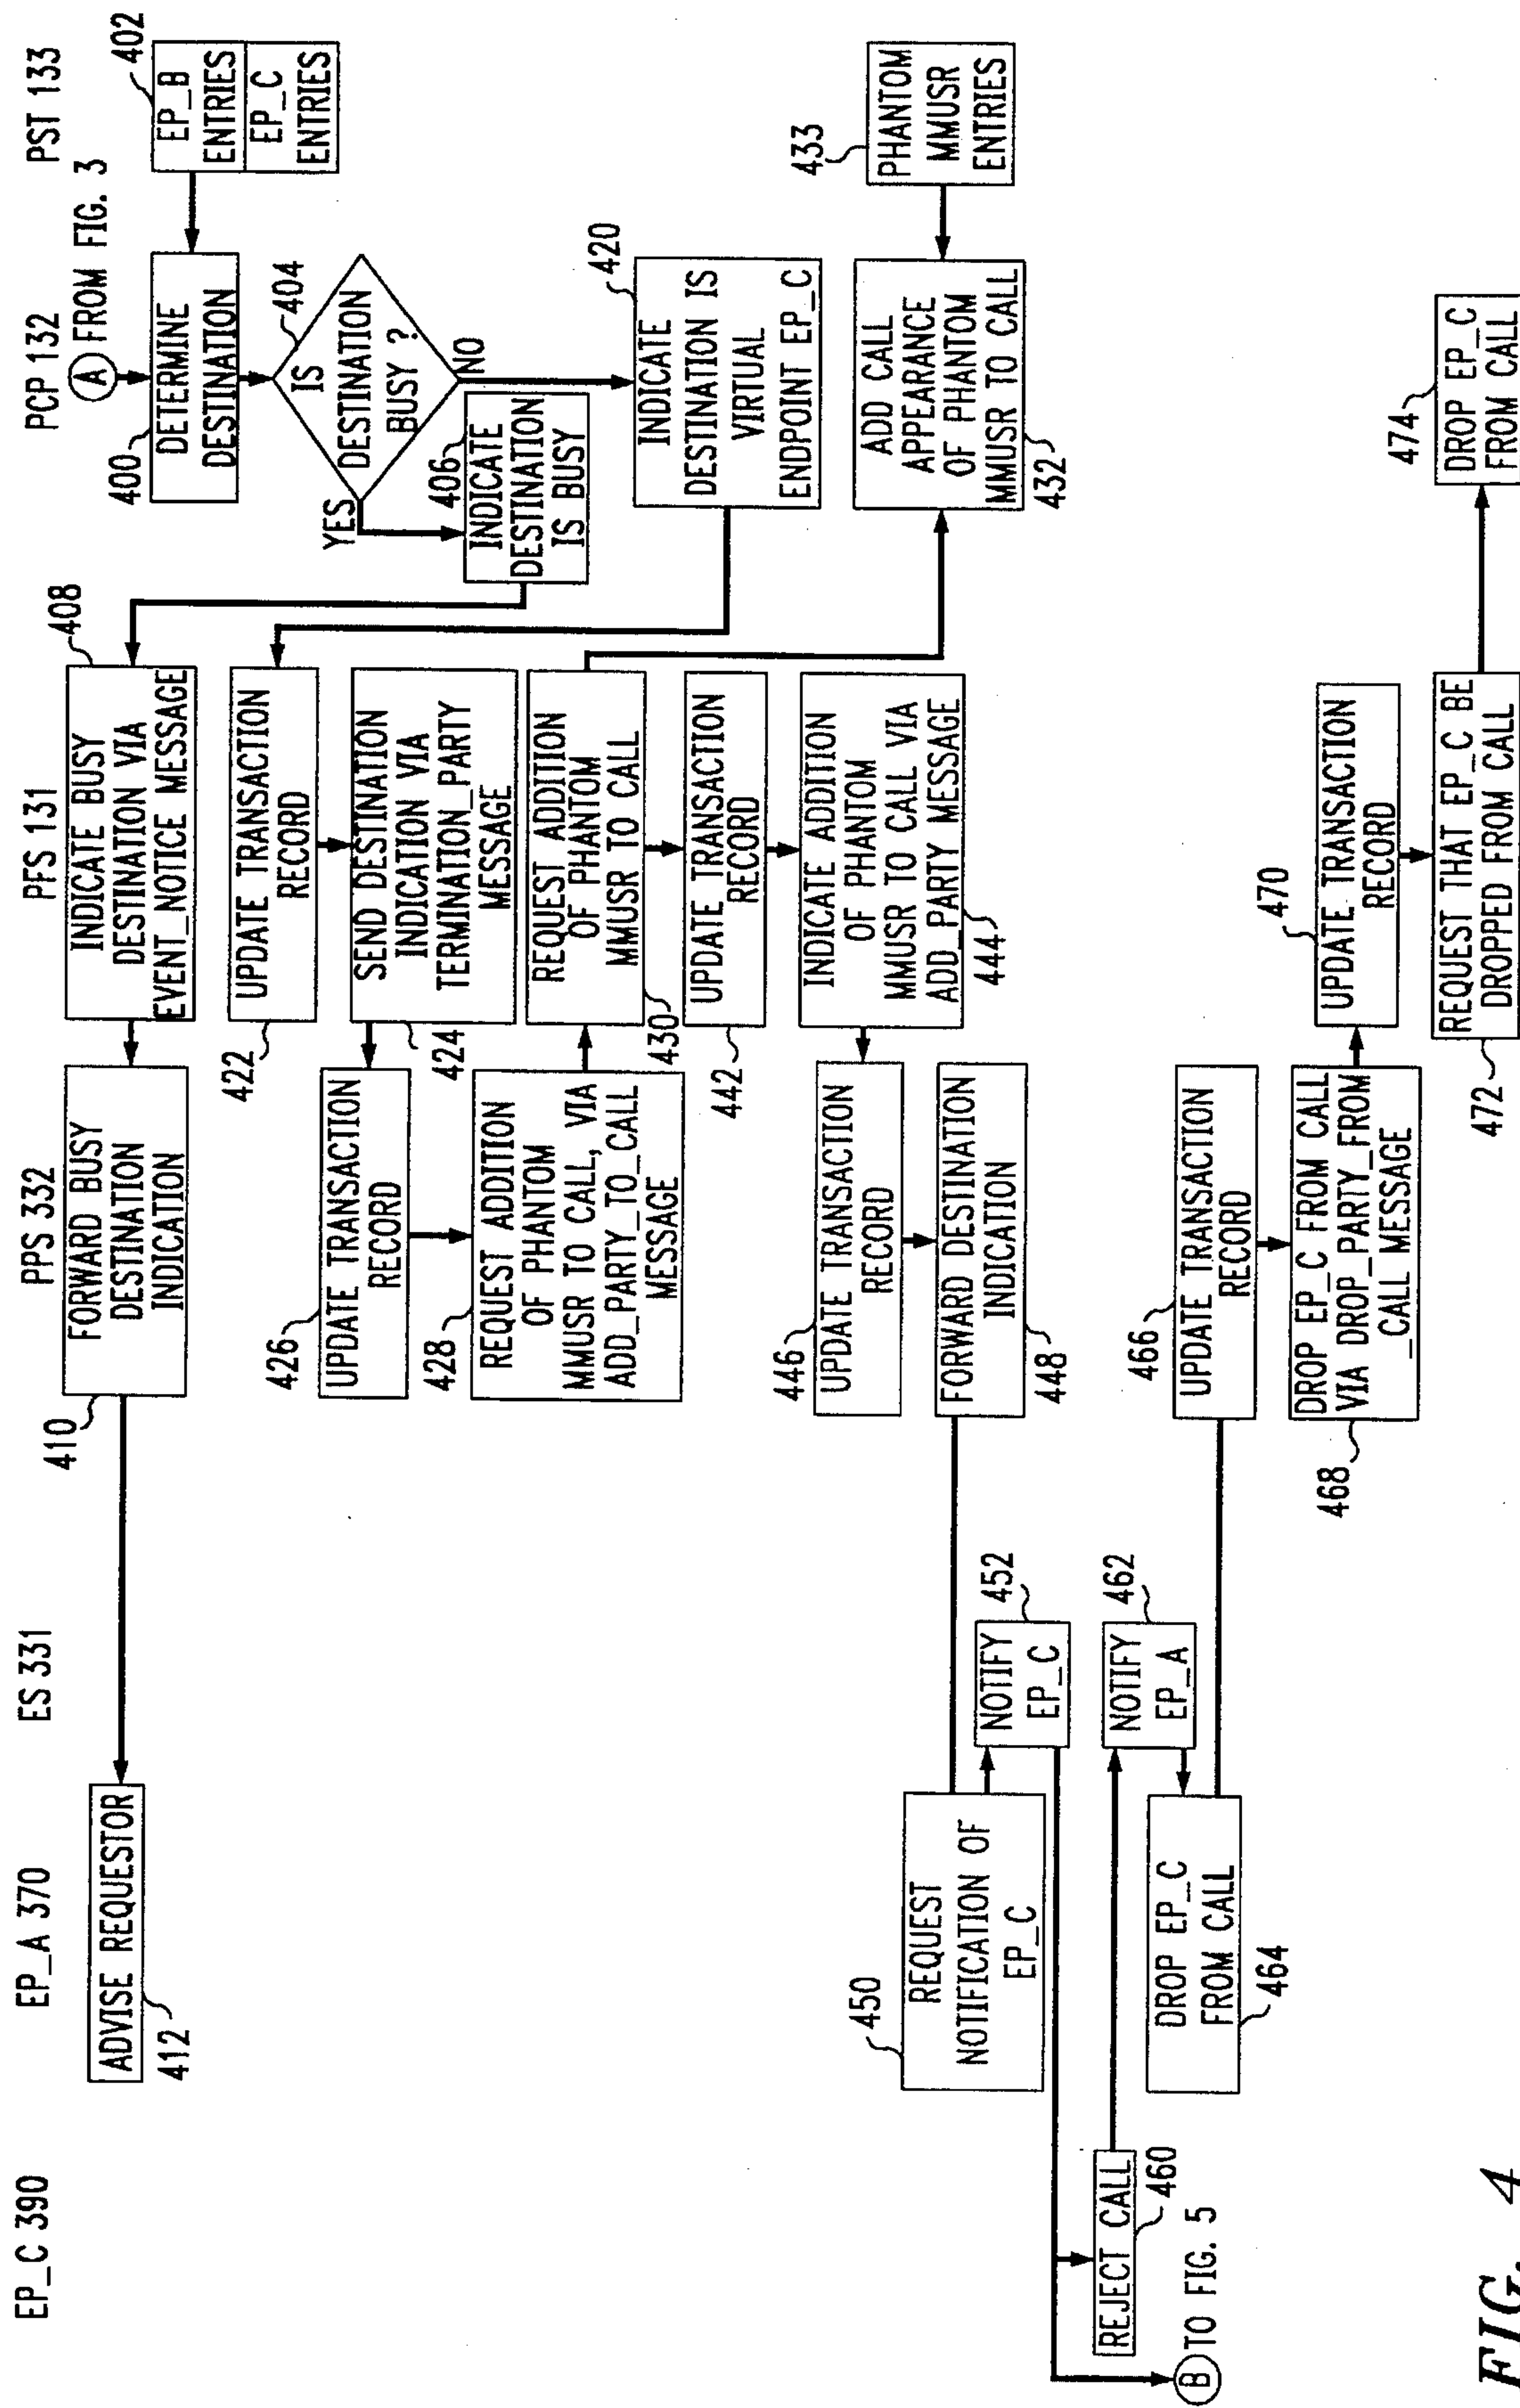 EP_C 390
EP_A 370
ES 331
PPS 332
PFS 131
PCP 132
PST 133
A FROM FIG. 3
402
EP_B
ENTRIES
EP_C
ENTRIES
400
DETERMINE
DESTINATION
404
IS
DESTINATION
BUSY ?
YES
NO
406
INDICATE
DESTINATION
IS BUSY
408
INDICATE BUSY
DESTINATION VIA
EVENT_NOTICE MESSAGE
FORWARD BUSY
DESTINATION
INDICATION
410
ADVISE REQUESTOR
412
420
INDICATE
DESTINATION IS
VIRTUAL
ENDPOINT EP_C
UPDATE TRANSACTION
RECORD
422
SEND DESTINATION
INDICATION VIA
TERMINATION_PARTY
MESSAGE
424
426
UPDATE TRANSACTION
RECORD
428
REQUEST ADDITION
OF PHANTOM
MMUSR TO CALL, VIA
ADD_PARTY_TO_CALL
MESSAGE
REQUEST ADDITION
OF PHANTOM
MMUSR TO CALL
430
433
PHANTOM
MMUSR
ENTRIES
ADD CALL
APPEARANCE
OF PHANTOM
MMUSR TO CALL
432
UPDATE TRANSACTION
RECORD
442
INDICATE ADDITION
OF PHANTOM
MMUSR TO CALL VIA
ADD_PARTY MESSAGE
444
446
UPDATE TRANSACTION
RECORD
FORWARD DESTINATION
INDICATION
448
450
REQUEST
NOTIFICATION OF
EP_C
452
NOTIFY
EP_C
REJECT CALL
460
B TO FIG. 5
462
NOTIFY
EP_A
DROP EP_C
FROM CALL
464
466
UPDATE TRANSACTION
RECORD
468
DROP EP_C FROM CALL
VIA DROP_PARTY_FROM
_CALL MESSAGE
470
UPDATE TRANSACTION
RECORD
472
REQUEST THAT EP_C BE
DROPPED FROM CALL
474
DROP EP_C
FROM CALL
FIG. 4